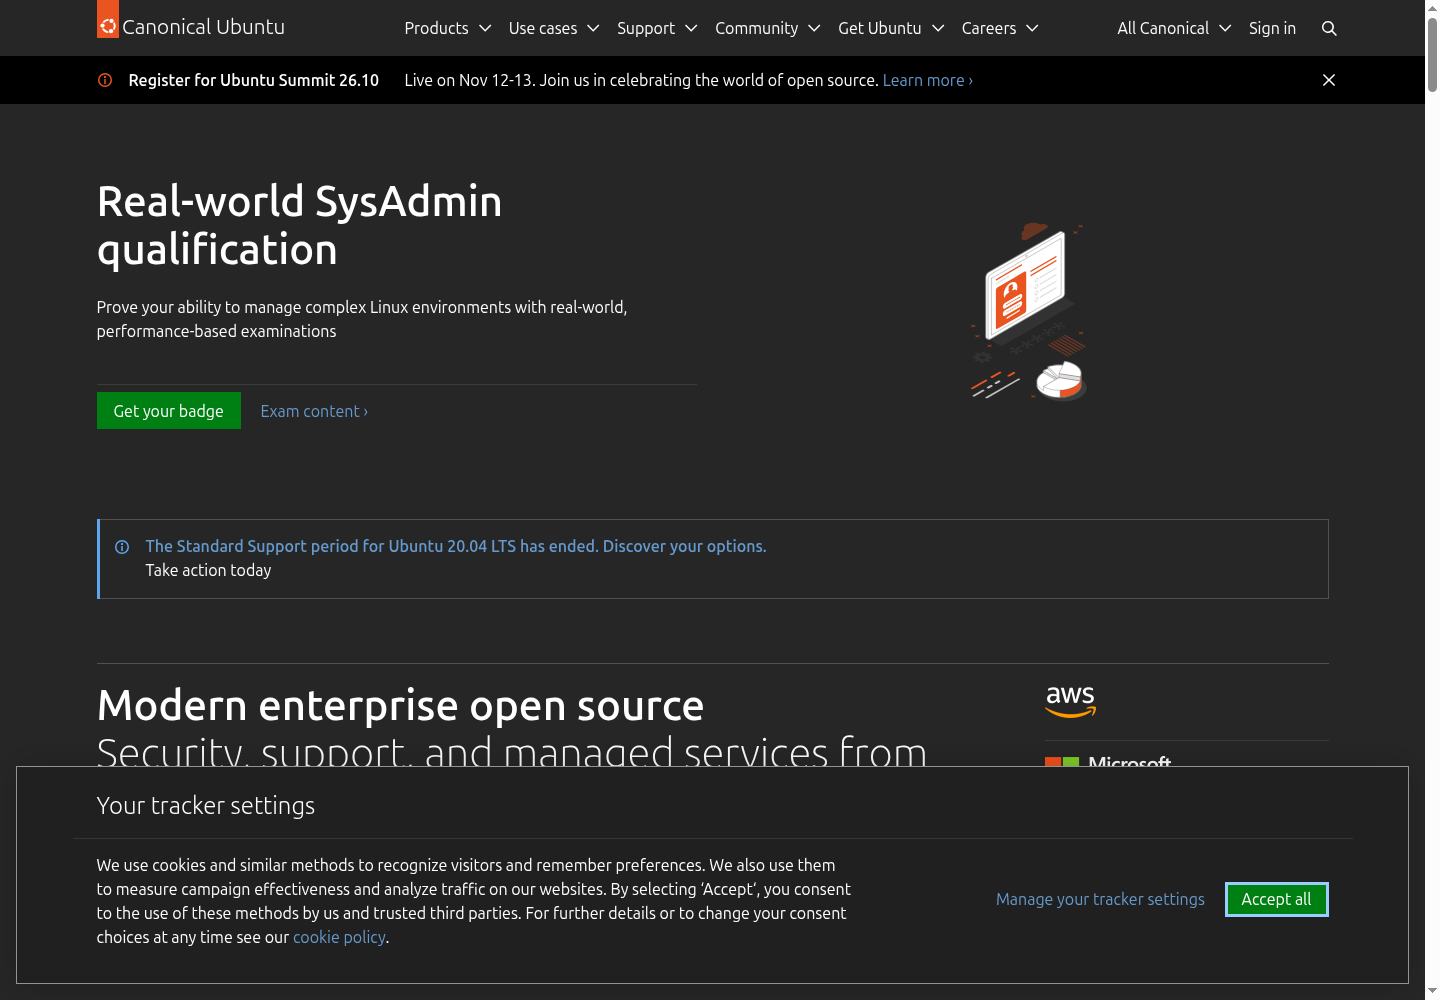 Canonical Ubuntu
Products
Use cases
Support
Community
Get Ubuntu
Careers
All Canonical
Sign in
Register for Ubuntu Summit 26.10
Live on Nov 12-13. Join us in celebrating the world of open source. Learn more ›
Real-world SysAdmin
qualification
Prove your ability to manage complex Linux environments with real-world,
performance-based examinations
Get your badge
Exam content ›
The Standard Support period for Ubuntu 20.04 LTS has ended. Discover your options.
Take action today
Modern enterprise open source
Security, support, and managed services from
aws
Microsoft
Your tracker settings
We use cookies and similar methods to recognize visitors and remember preferences. We also use them
to measure campaign effectiveness and analyze traffic on our websites. By selecting ‘Accept‘, you consent
to the use of these methods by us and trusted third parties. For further details or to change your consent
choices at any time see our cookie policy.
Manage your tracker settings
Accept all